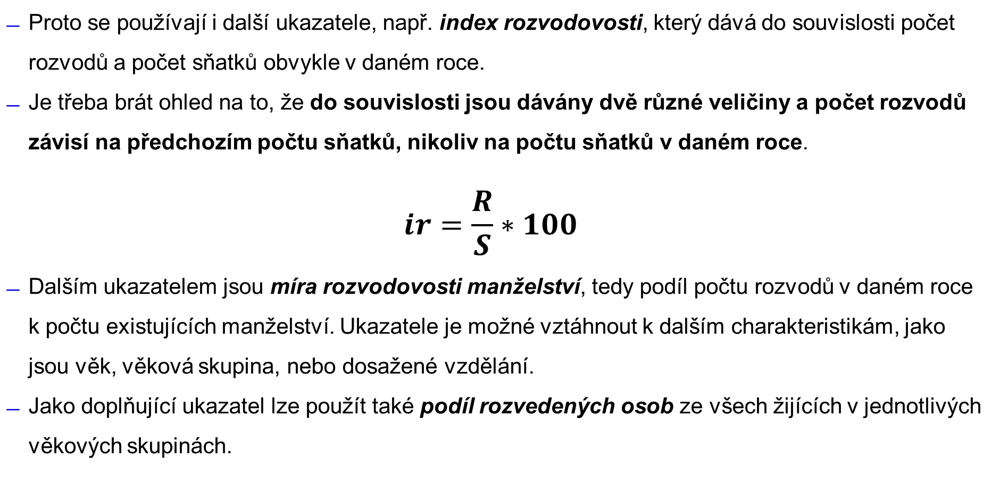 – Proto se používají i další ukazatele, např. index rozvodovosti, který dává do souvislosti počet
rozvodů a počet sňatků obvykle v daném roce.
– Je třeba brát ohled na to, že do souvislosti jsou dávány dvě různé veličiny a počet rozvodů
závisí na předchozím počtu sňatků, nikoliv na počtu sňatků v daném roce.
ir = R/S * 100
– Dalším ukazatelem jsou míra rozvodovosti manželství, tedy podíl počtu rozvodů v daném roce
k počtu existujících manželství. Ukazatele je možné vztáhnout k dalším charakteristikám, jako
jsou věk, věková skupina, nebo dosažené vzdělání.
– Jako doplňující ukazatel lze použít také podíl rozvedených osob ze všech žijících v jednotlivých
věkových skupinách.